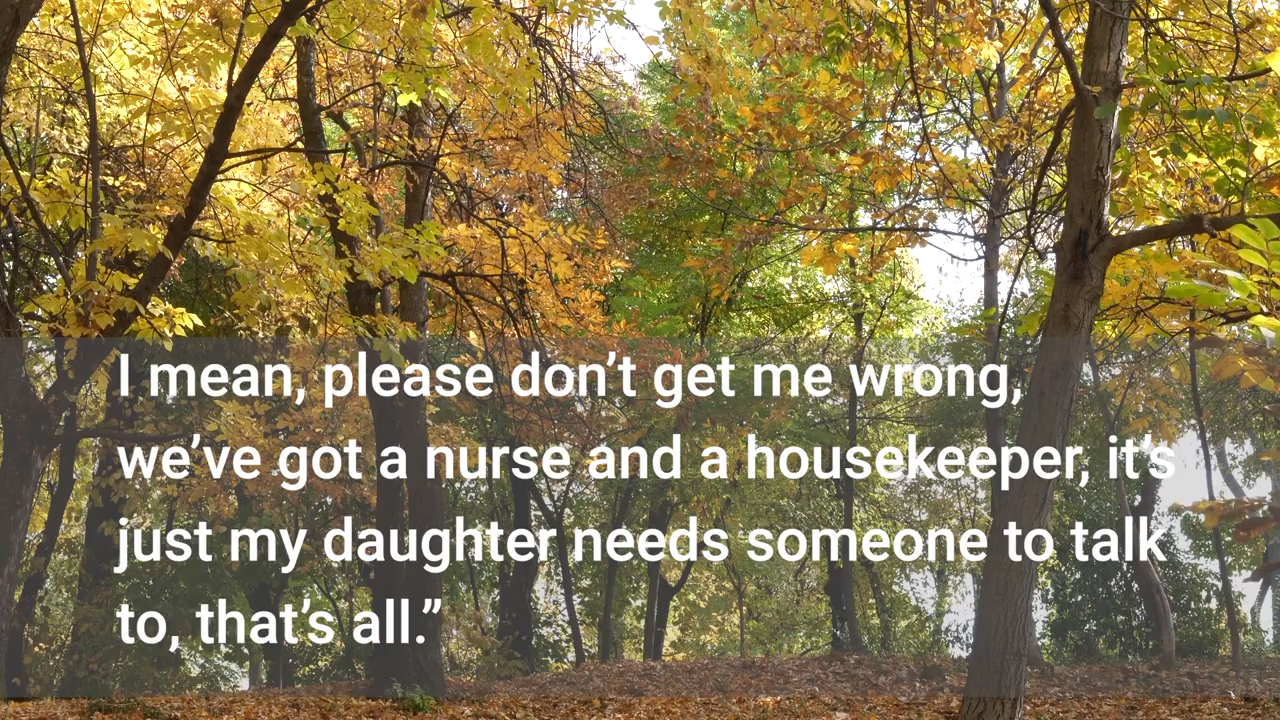 I mean, please don’t get me wrong,
we’ve got a nurse and a housekeeper, it’s
just my daughter needs someone to talk
to, that’s all.”